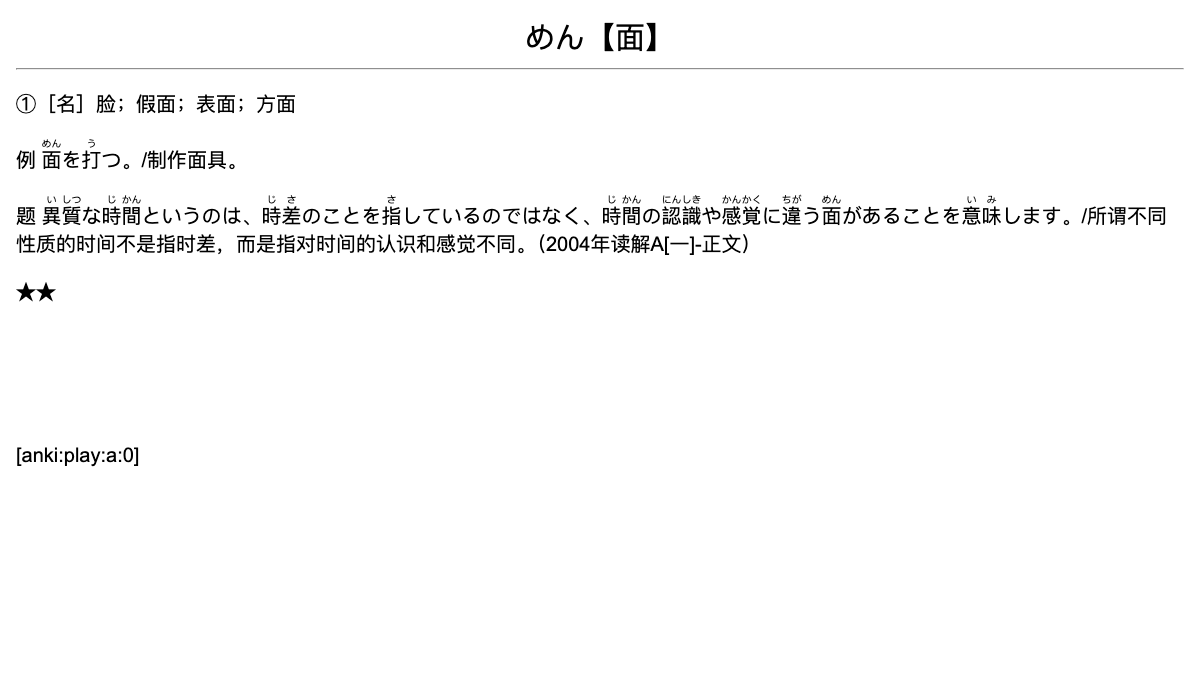 めん【面】
①［名］脸；假面；表面；方面
めん う
例 面を打つ。/制作面具。
い しつ じ かん じ さ さ じ かん にんしき かんかく ちが めん い み
题 異質な時間というのは、時差のことを指しているのではなく、時間の認識や感覚に違う面があることを意味します。/所谓不同
性质的时间不是指时差，而是指对时间的认识和感觉不同。（2004年读解A[一]-正文）
★★
[anki:play:a:0]